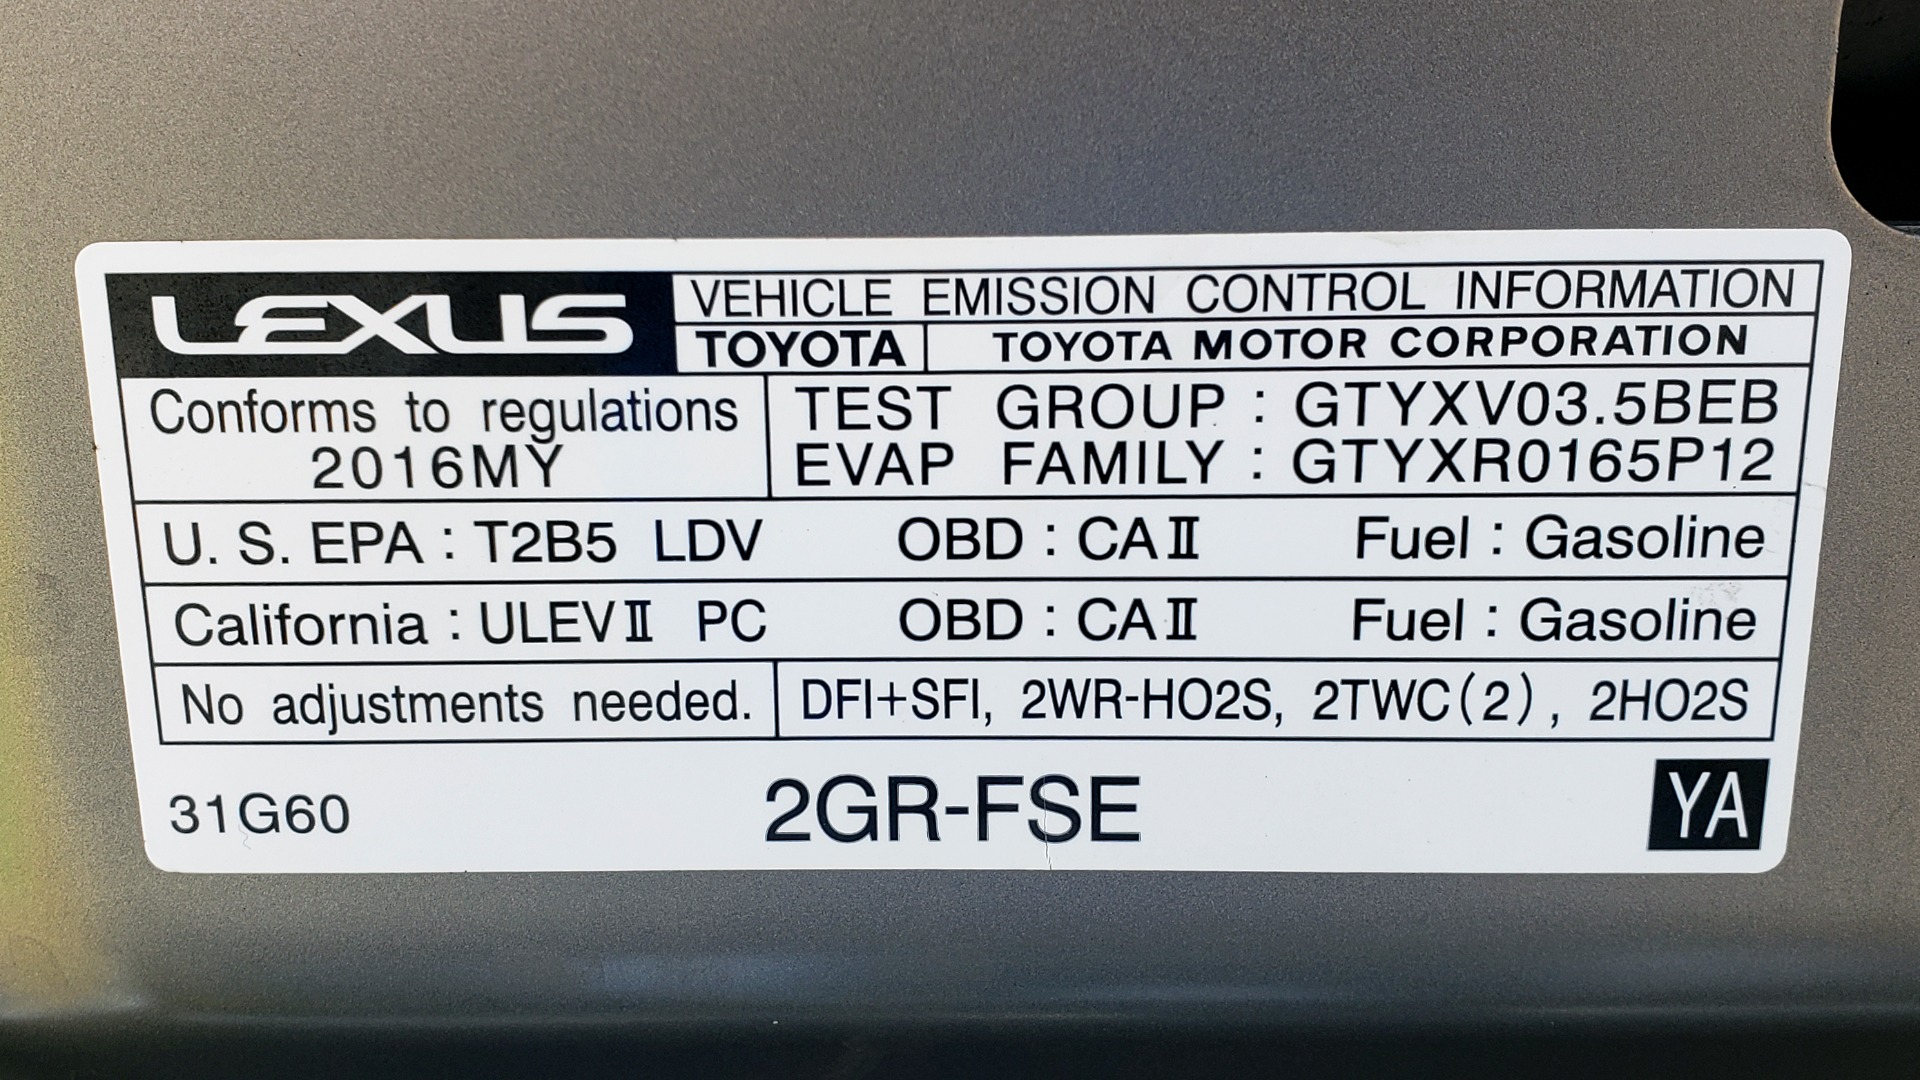 LEXUS VEHICLE EMISSION CONTROL INFORMATION
TOYOTA TOYOTA MOTOR CORPORATION
Conforms to regulations
2016MY
TEST GROUP : GTYXV03.5BEB
EVAP FAMILY : GTYXR0165P12
U. S. EPA : T2B5 LDV OBD : CAⅡ Fuel : Gasoline
California : ULEVⅡ PC OBD : CAⅡ Fuel : Gasoline
No adjustments needed. DFI+SFI, 2WR-HO2S, 2TWC(2), 2HO2S
31G60 2GR-FSE YA